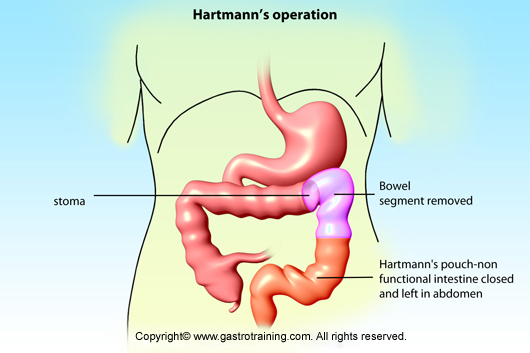 Hartmann's operation
stoma
Bowel
segment removed
Hartmann's pouch-non
functional intestine closed
and left in abdomen
Copyright© www.gastrotraining.com. All rights reserved.